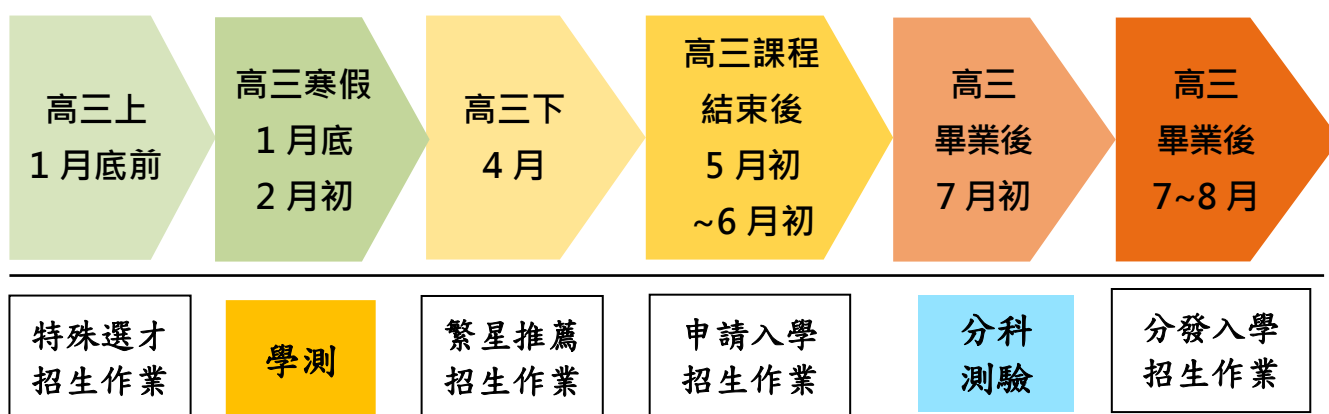 高三上
1 月底前
高三寒假
1 月底
2 月初
高三下
4 月
高三課程
結束後
5 月初
~6 月初
高三
畢業後
7 月初
高三
畢業後
7~8 月
特殊選才
招生作業
學測
繁星推薦
招生作業
申請入學
招生作業
分科
測驗
分發入學
招生作業